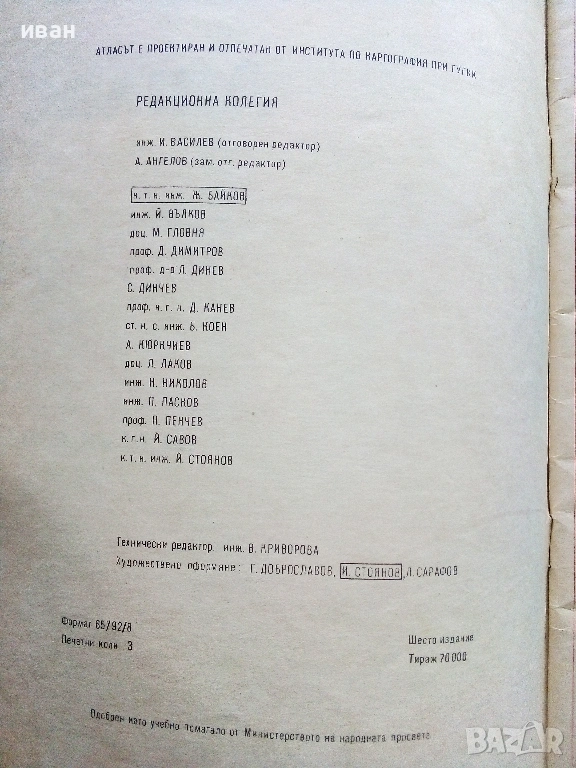 иван
АТЛАСЪТ Е ПРОЕКТИРАН И ОТПЕЧАТАН ОТ ИНСТИТУТА ПО КАРТОГРАФИЯ ПРИ ГУГКК
РЕДАКЦИОННА КОЛЕГИЯ
инж. И. ВАСИЛЕВ (отговорен редактор)
А. АНГЕЛОВ (зам. отг. редактор)
к. т. н. инж. Ж. БАЙКОВ,
инж. Й. ВЪЛКОВ
доц. М. ГЛОВНЯ
проф. Д. ДИМИТРОВ
проф. д-р Л. ДИНЕВ
С. ДИНЧЕВ
проф. ч. г. н. Д. КАНЕВ
ст. н. с. инж. Б. КОЕН
А. КЮРКЧИЕВ
доц. Л. ЛАКОВ
инж. Н. НИКОЛОВ
инж. П. ЛАСКОВ
проф. П. ПЕНЧЕВ
к. г. н. Й. САВОВ
к. т. н. инж. Й. СТОЯНОВ
Технически редактор: инж. В. КРИВОРОВА
Художествено оформяне: Г. ДОБРОСЛАВОВ, И. СТОЯНОВ, Л. САРАФОВ
Формат 65/92/8
Печатни коли 3
Шесто издание
Тираж 70 000
Одобрен като учебно помагало от Министерството на народната просвета
BAZAR